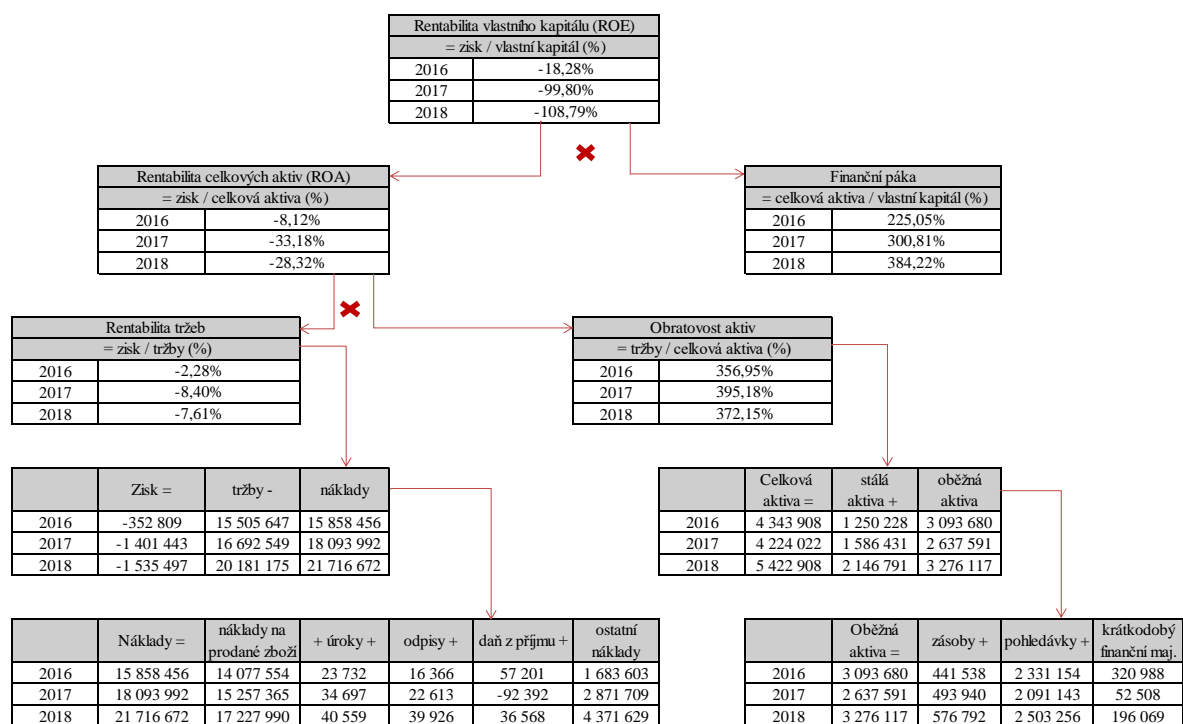 Rentabilita vlastního kapitálu (ROE)
= zisk / vlastní kapitál (%)
2016 -18,28%
2017 -99,80%
2018 -108,79%
Rentabilita celkových aktiv (ROA)
= zisk / celková aktiva (%)
2016 -8,12%
2017 -33,18%
2018 -28,32%
Finanční páka
= celková aktiva / vlastní kapitál (%)
2016 225,05%
2017 300,81%
2018 384,22%
Rentabilita tržeb
= zisk / tržby (%)
2016 -2,28%
2017 -8,40%
2018 -7,61%
Obratovost aktiv
= tržby / celková aktiva (%)
2016 356,95%
2017 395,18%
2018 372,15%
Zisk = tržby - náklady
2016 -352 809 15 505 647 15 858 456
2017 -1 401 443 16 692 549 18 093 992
2018 -1 535 497 20 181 175 21 716 672
Celková stálá oběžná
aktiva = aktiva + aktiva
2016 4 343 908 1 250 228 3 093 680
2017 4 224 022 1 586 431 2 637 591
2018 5 422 908 2 146 791 3 276 117
Náklady = náklady na prodané zboží + úroky + odpisy + daň z příjmu + ostatní náklady
2016 15 858 456 14 077 554 23 732 16 366 57 201 1 683 603
2017 18 093 992 15 257 365 34 697 22 613 -92 392 2 871 709
2018 21 716 672 17 227 990 40 559 39 926 36 568 4 371 629
Oběžná aktiva = zásoby + pohledávky + krátkodobý finanční maj.
2016 3 093 680 441 538 2 331 154 320 988
2017 2 637 591 493 940 2 091 143 52 508
2018 3 276 117 576 792 2 503 256 196 069